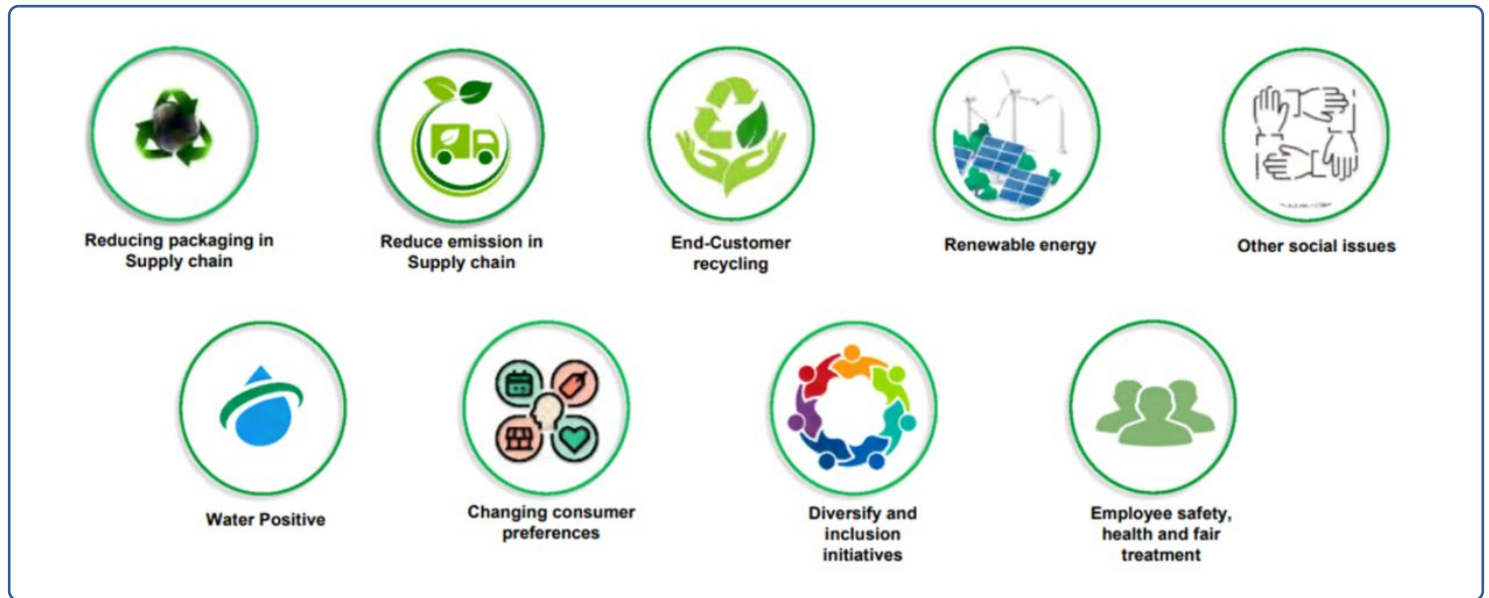 Reducing packaging in
Supply chain
Reduce emission in
Supply chain
End-Customer
recycling
Renewable energy
Other social issues
Water Positive
Changing consumer
preferences
Diversify and
inclusion
initiatives
Employee safety,
health and fair
treatment